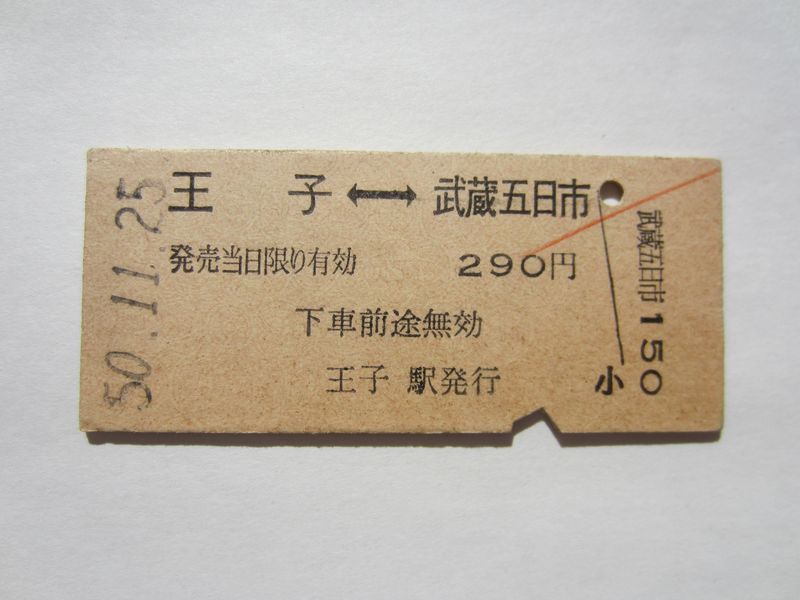 50.11.25
王子↔武蔵五日市
発売当日限り有効 290円
下車前途無効
王子 駅発行
小
武蔵五日市 150